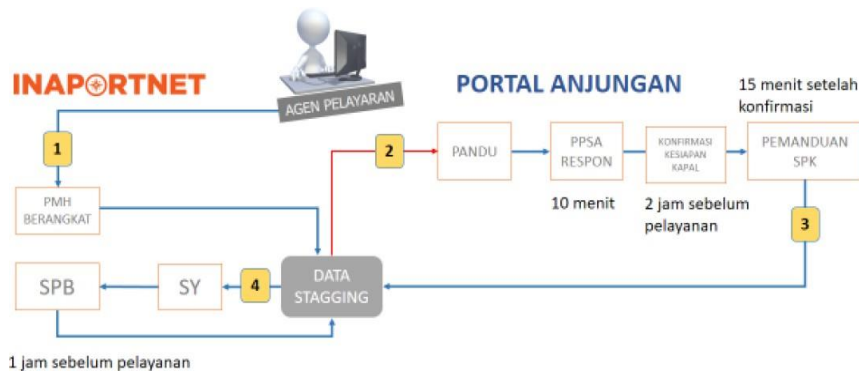 INAPORTNET
AGEN PELAYARAN
PORTAL ANJUNGAN
15 menit setelah
konfirmasi
1
2
PANDU
PPSA
RESPON
KONFIRMASI
KESIAPAN
KAPAL
PEMANDUAN
SPK
PMH
BERANGKAT
10 menit
2 jam sebelum
pelayanan
3
SPB
SY
4
DATA
STAGGING
1 jam sebelum pelayanan